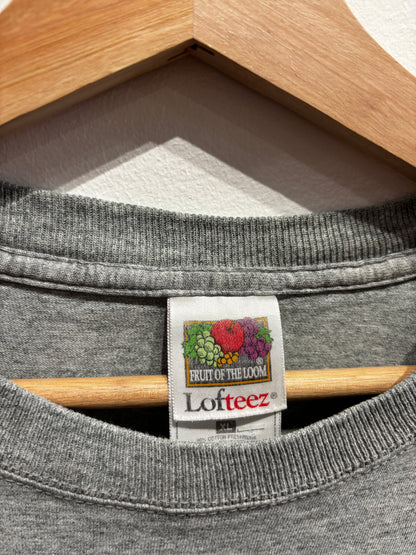 FRUIT OF THE LOOM
®
Lofteez®
XL